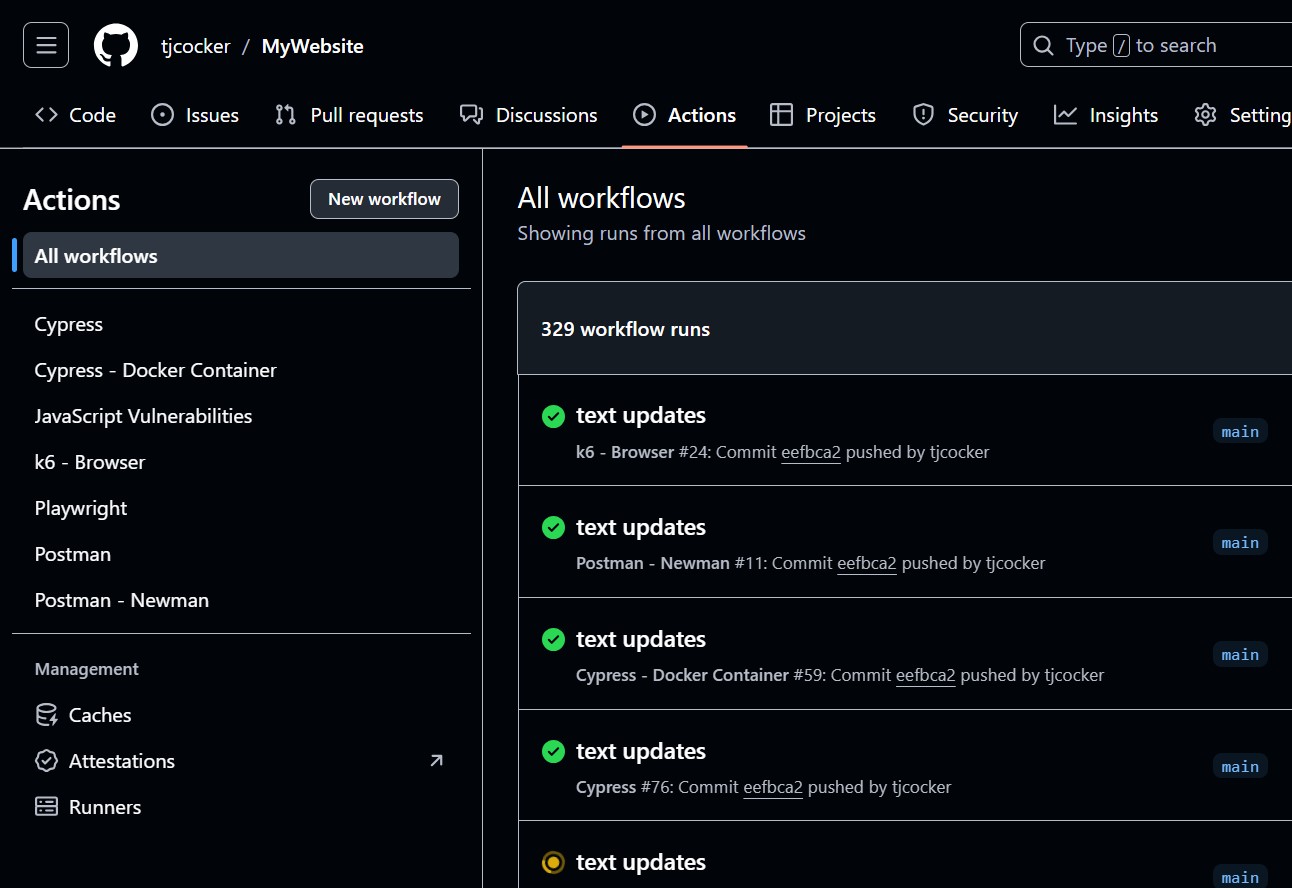 tjcocker / MyWebsite
Type / to search
Code Issues Pull requests Discussions Actions Projects Security Insights Setting
Actions
New workflow
All workflows
Cypress
Cypress - Docker Container
JavaScript Vulnerabilities
k6 - Browser
Playwright
Postman
Postman - Newman
Management
Caches
Attestations
Runners
All workflows
Showing runs from all workflows
329 workflow runs
text updates
k6 - Browser #24: Commit eefbca2 pushed by tjcocker
main
text updates
Postman - Newman #11: Commit eefbca2 pushed by tjcocker
main
text updates
Cypress - Docker Container #59: Commit eefbca2 pushed by tjcocker
main
text updates
Cypress #76: Commit eefbca2 pushed by tjcocker
main
text updates
main